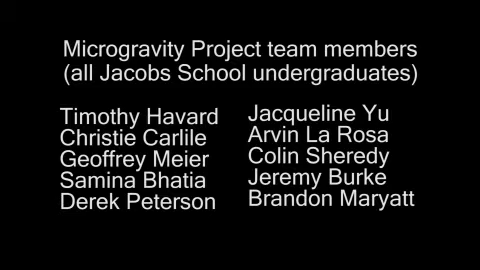 Microgravity Project team members
(all Jacobs School undergraduates)
Timothy Havard
Christie Carlile
Geoffrey Meier
Samina Bhatia
Derek Peterson
Jacqueline Yu
Arvin La Rosa
Colin Sheredy
Jeremy Burke
Brandon Maryatt